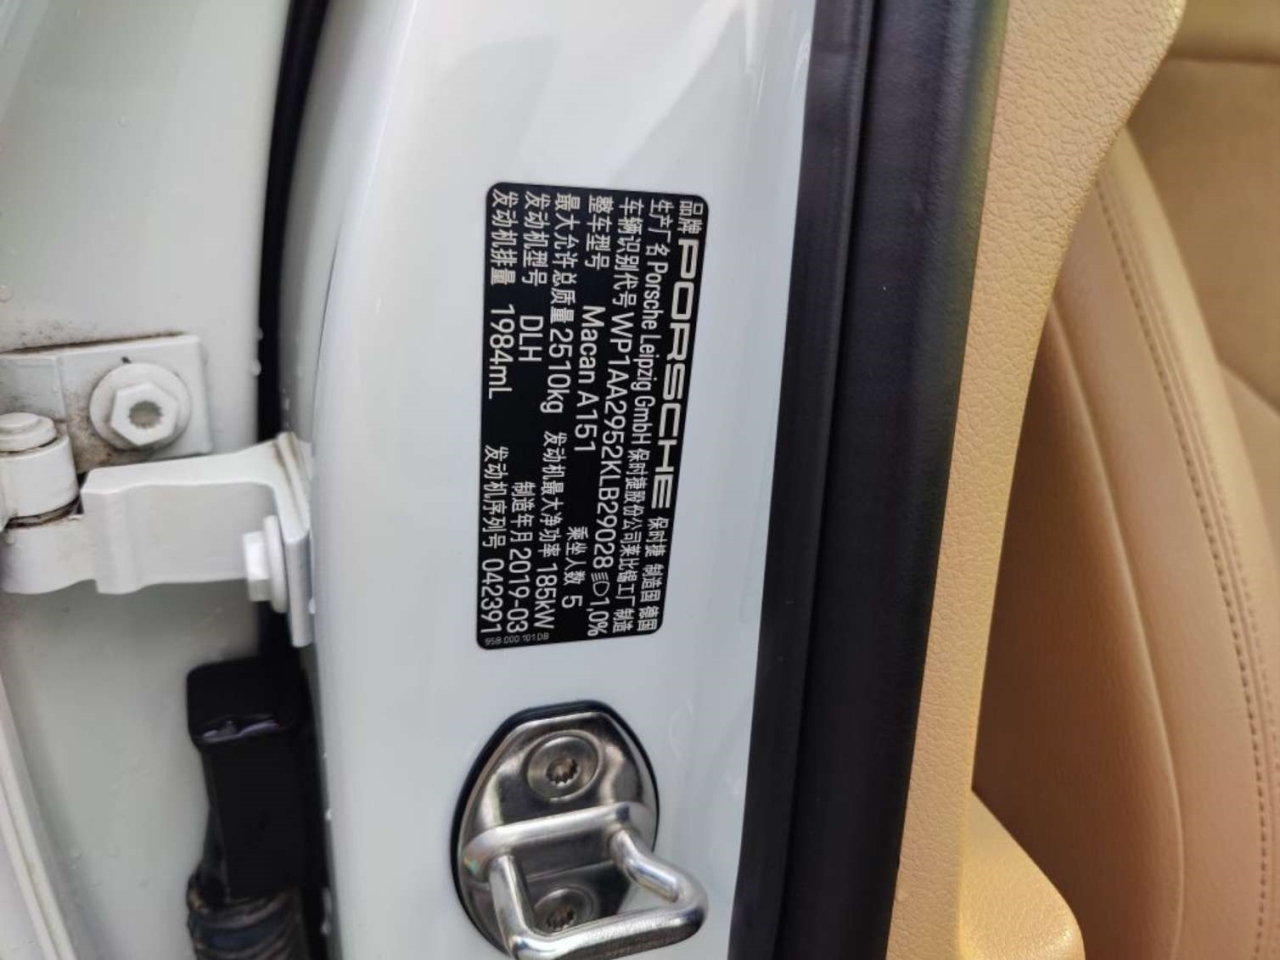 品牌 PORSCHE 保时捷 制造国 德国
生产厂名 Porsche Leipzig GmbH 保时捷股份公司莱比锡工厂制造
车辆识别代号 WP1AA2952KLB29028 1,0%
整车型号 Macan A151 乘坐人数 5
最大允许总质量 2510kg 发动机最大净功率 185kW
发动机型号 DLH 制造年月 2019-03
发动机排量 1984mL 发动机序列号 042391
95B.000.101.DB